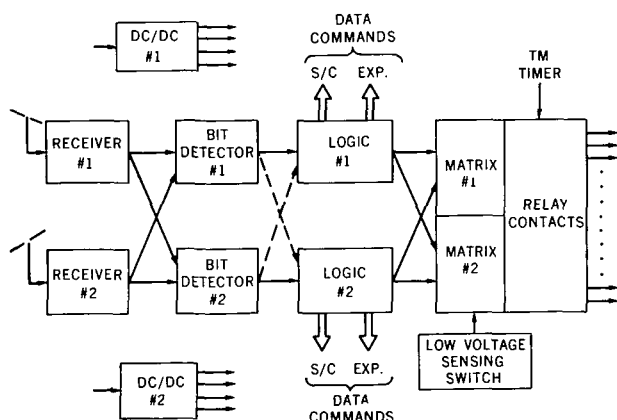 DC/DC
#1
DATA
COMMANDS
S/C EXP.
TM
TIMER
RECEIVER
#1
BIT
DETECTOR
#1
LOGIC
#1
MATRIX
#1
RELAY
CONTACTS
RECEIVER
#2
BIT
DETECTOR
#2
LOGIC
#2
MATRIX
#2
S/C EXP.
DATA
COMMANDS
LOW VOLTAGE
SENSING
SWITCH
DC/DC
#2